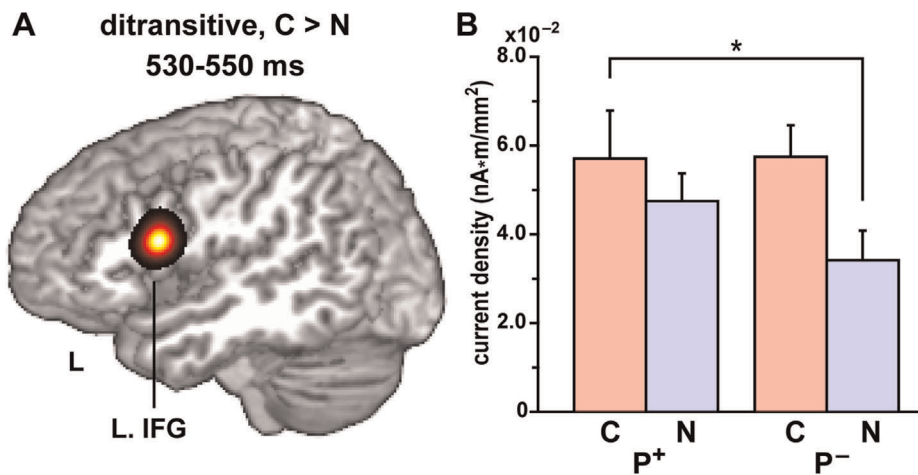 A
ditransitive, C > N
530-550 ms
L
L. IFG
B
x10⁻²
8.0
6.0
4.0
2.0
0
current density (nA*m/mm²)
*
C N C N
P⁺ P⁻